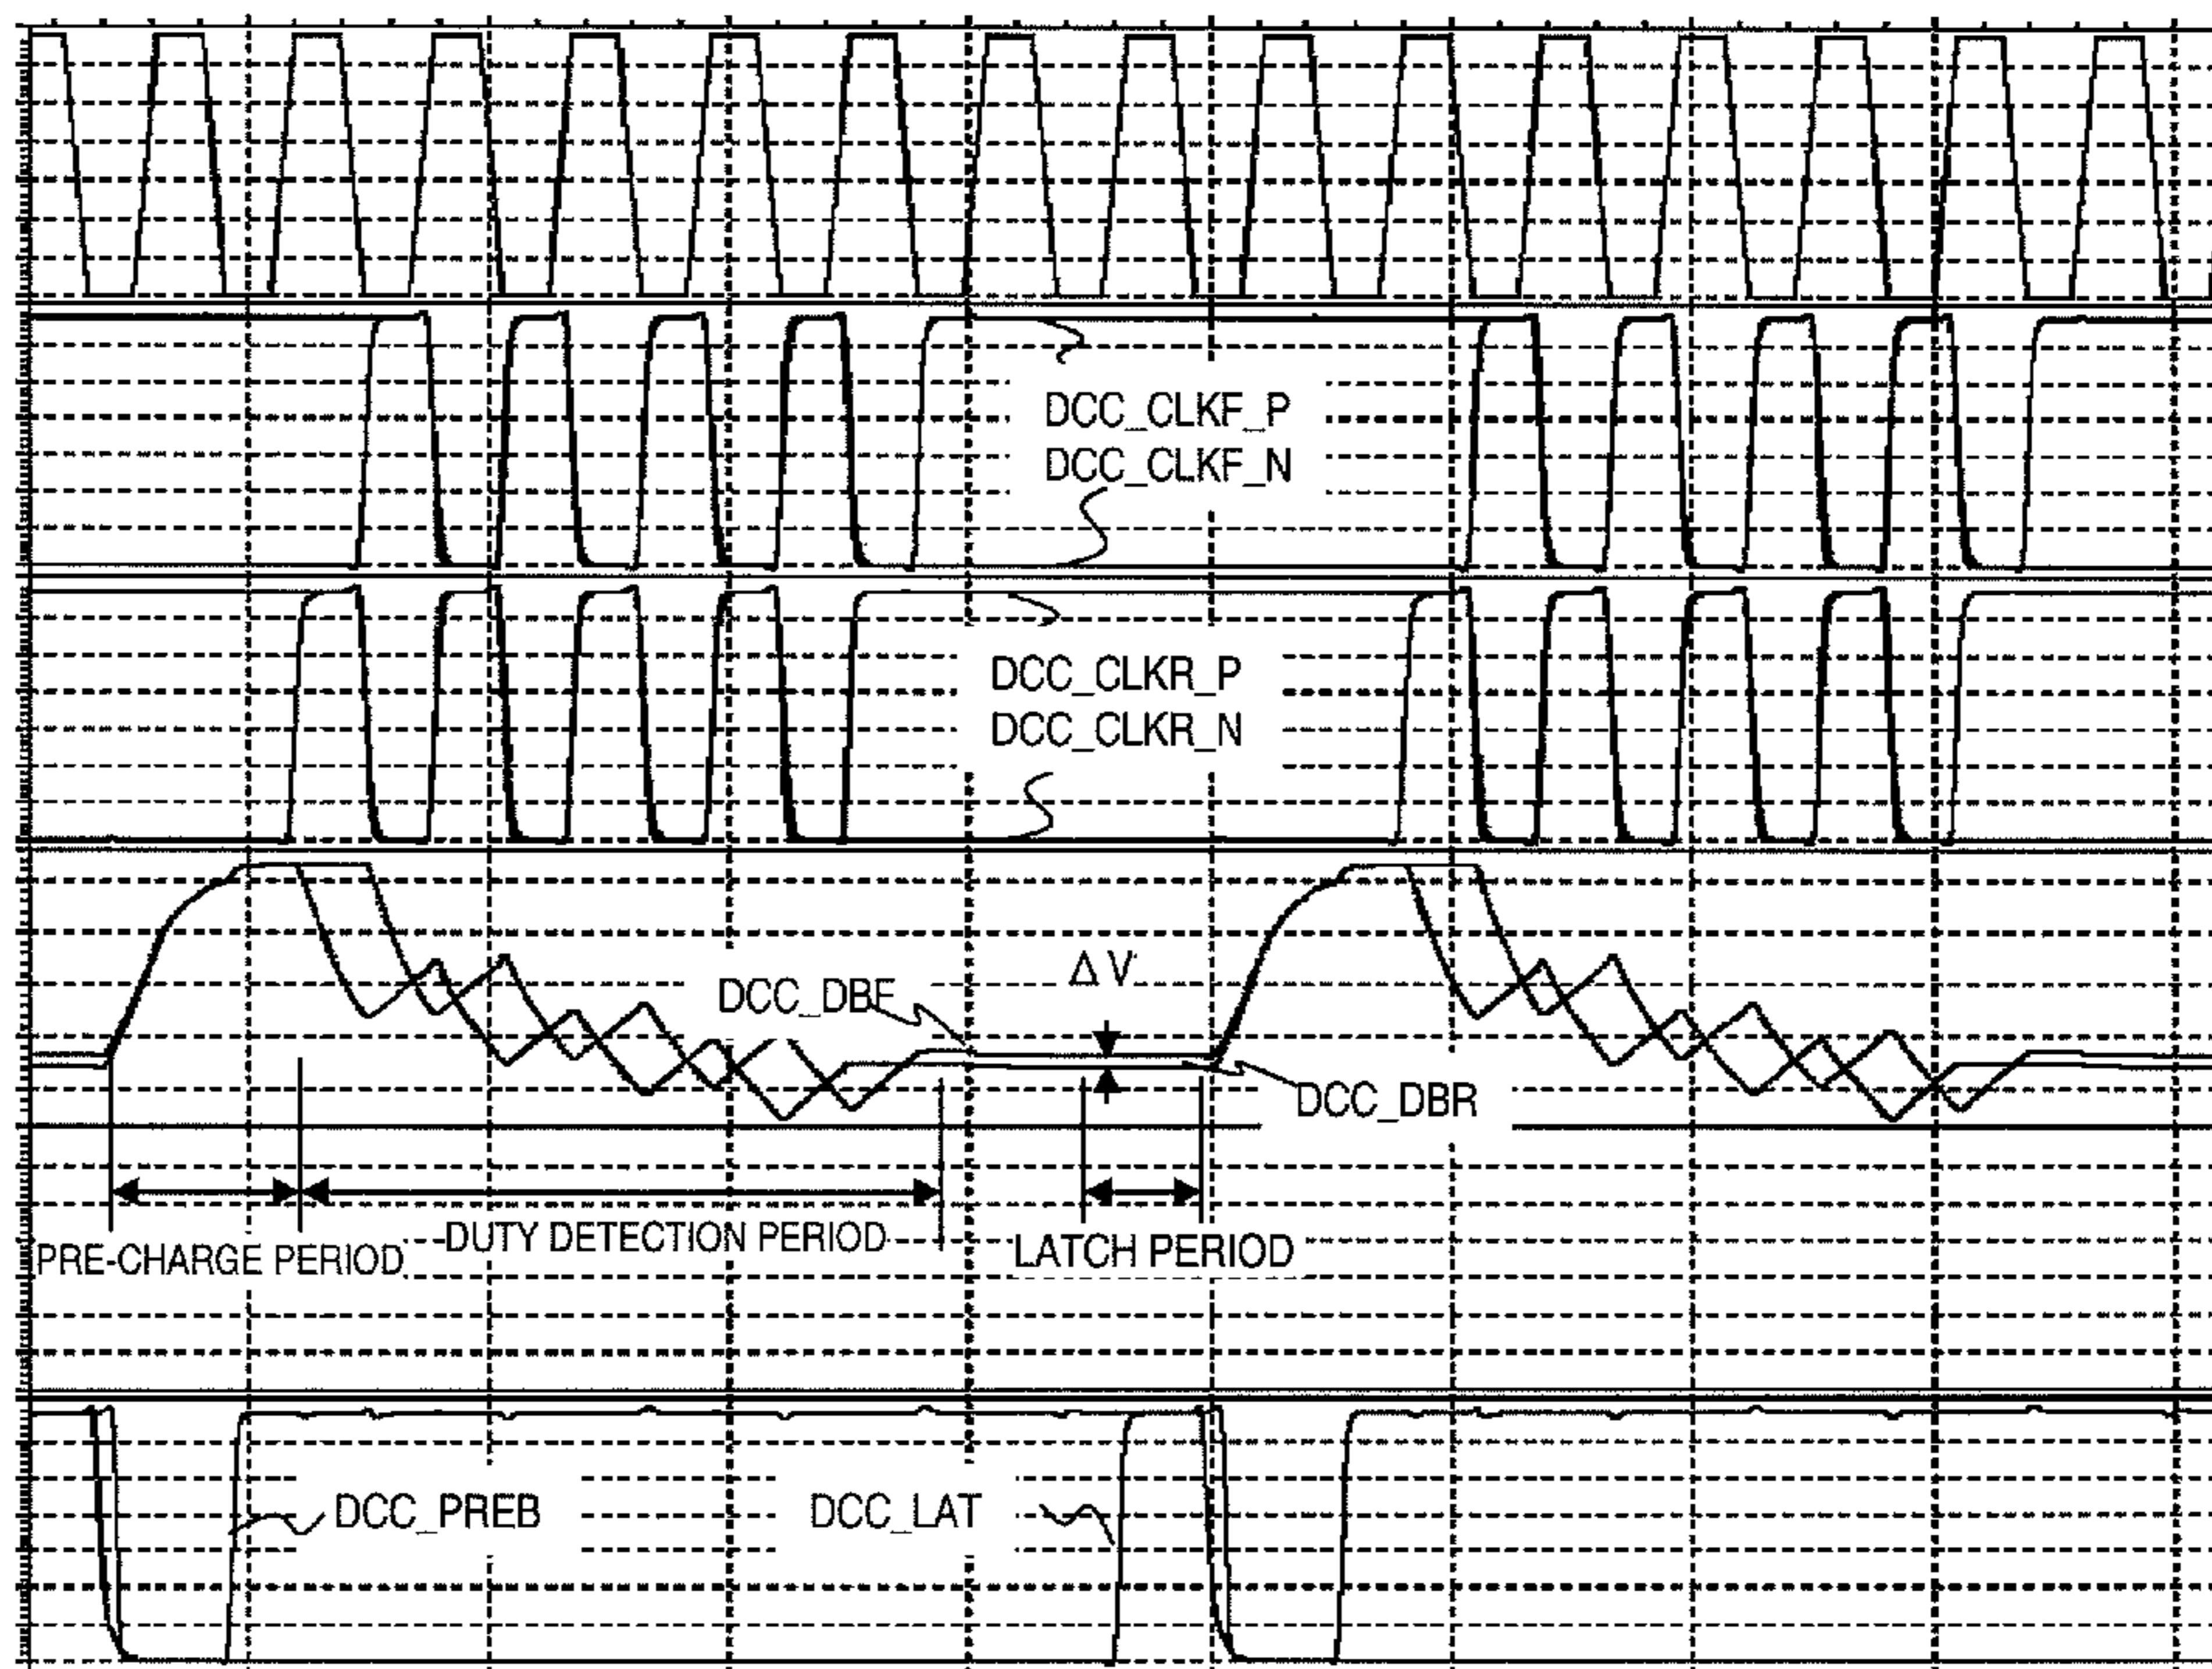 DCC_CLKF_P
DCC_CLKF_N
DCC_CLKR_P
DCC_CLKR_N
DCC_DBF
ΔV
DCC_DBR
PRE-CHARGE PERIOD
DUTY DETECTION PERIOD
LATCH PERIOD
DCC_PREB
DCC_LAT